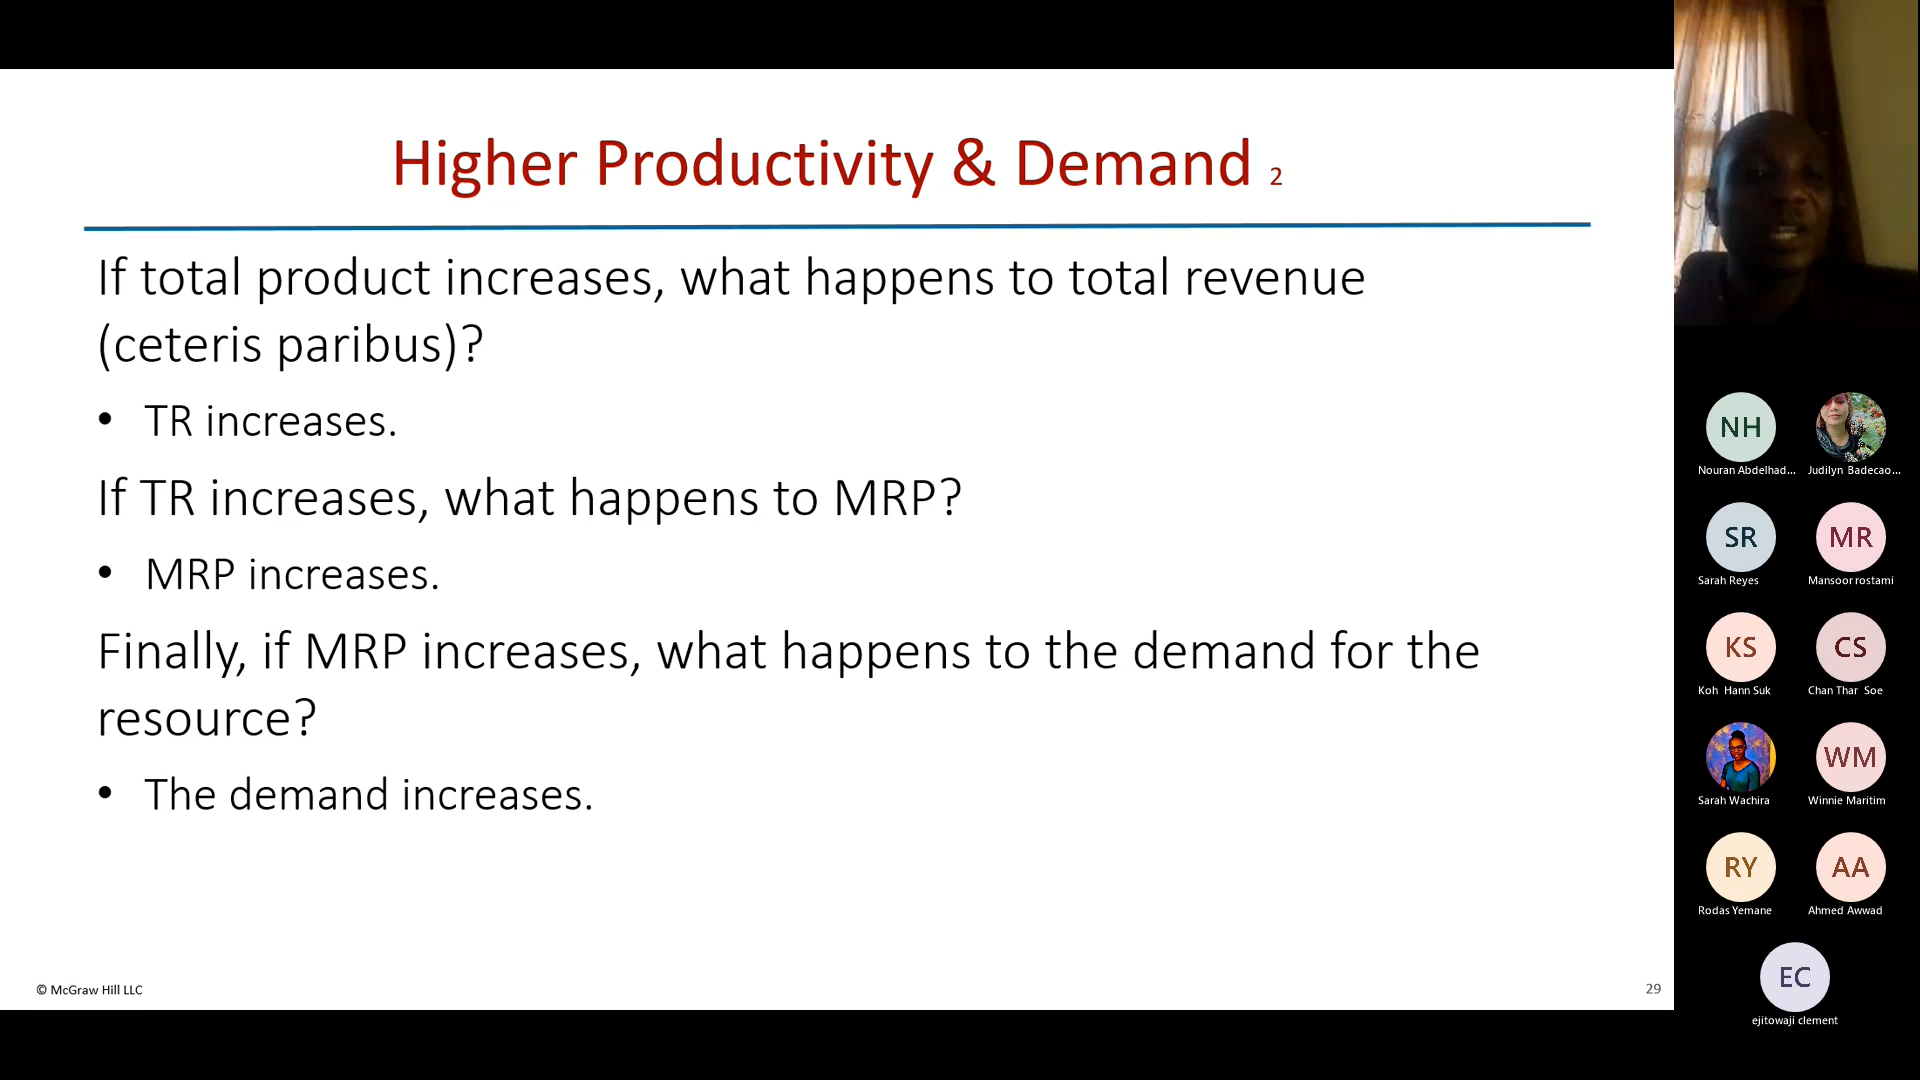 Higher Productivity & Demand 2
If total product increases, what happens to total revenue
(ceteris paribus)?
• TR increases.
If TR increases, what happens to MRP?
• MRP increases.
Finally, if MRP increases, what happens to the demand for the
resource?
• The demand increases.
© McGraw Hill LLC
29
NH
Nouran Abdelhad...
Judilyn Badecao...
SR
Sarah Reyes
MR
Mansoor rostami
KS
Koh Hann Suk
CS
Chan Thar Soe
Sarah Wachira
WM
Winnie Maritim
RY
Rodas Yemane
AA
Ahmed Awwad
EC
ejitowaji clement